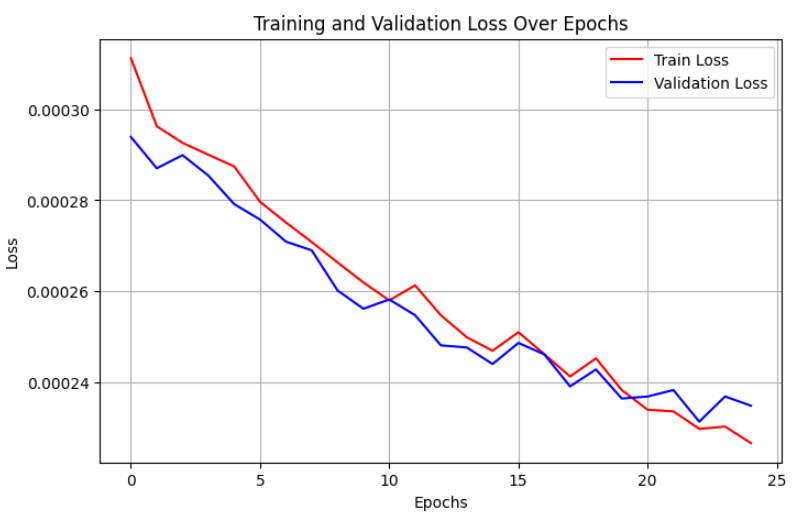 Training and Validation Loss Over Epochs
Train Loss
Validation Loss
0.00030
0.00028
0.00026
0.00024
Loss
0 5 10 15 20 25
Epochs